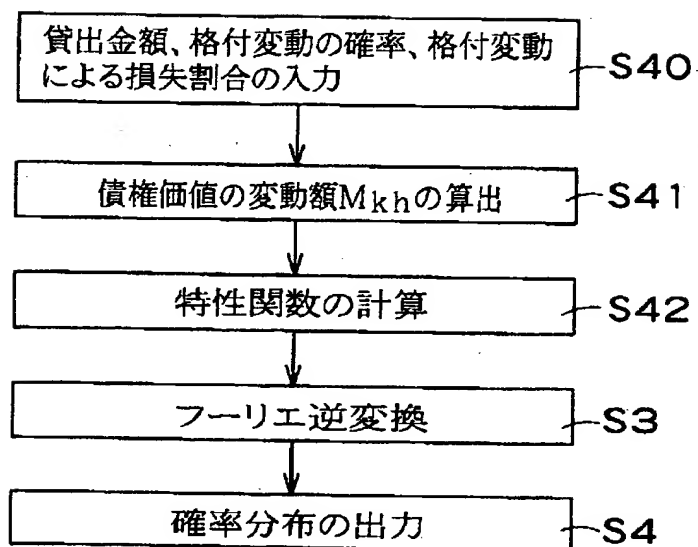 貸出金額、格付変動の確率、格付変動
による損失割合の入力
S40
債権価値の変動額Mkhの算出
S41
特性関数の計算
S42
フーリエ逆変換
S3
確率分布の出力
S4